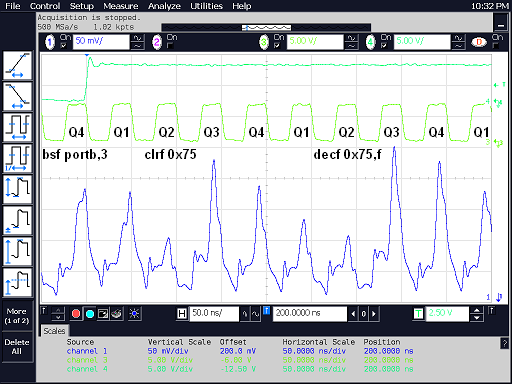 File Control Setup Measure Analyze Utilities Help 10:32 PM
Acquisition is stopped.
500 MSa/s 1.02 kpts
1 On 50 mV/ 2 On 3 On 5.00 V/ 4 On 5.00 V/ D On
Q4 Q1 Q2 Q3 Q4 Q1 Q2 Q3 Q4 Q1
bsf portb,3 clrf 0x75 decf 0x75,f
More
(1 of 2)
Delete
All
H 50.0 ns/ 200.0000 ns 0 T 2.50 V
Scales
Source Vertical Scale Offset Horizontal Scale Position
channel 1 50 mV/div 200.0 mV 50.0000 ns/div 200.0000 ns
channel 3 5.00 V/div -6.00 V 50.0000 ns/div 200.0000 ns
channel 4 5.00 V/div -12.50 V 50.0000 ns/div 200.0000 ns